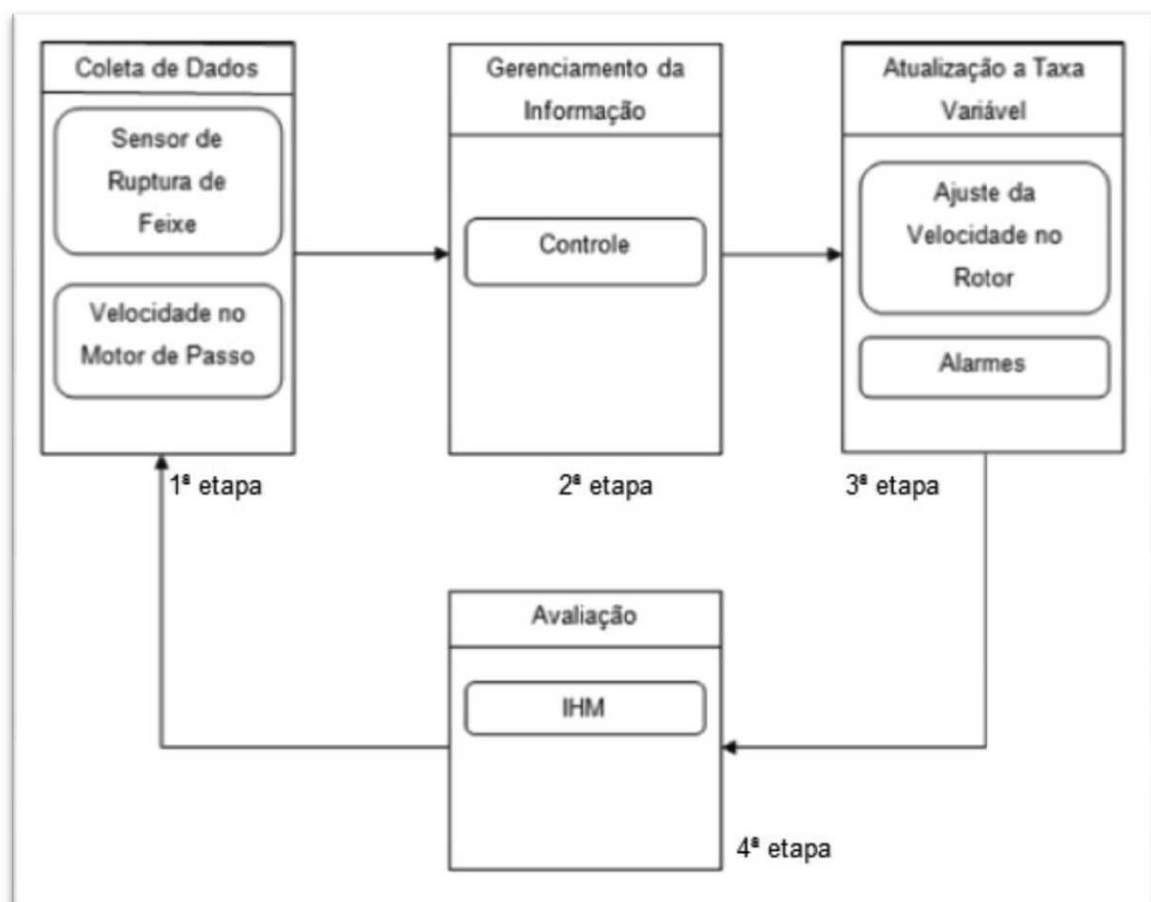 Coleta de Dados
Sensor de
Ruptura de
Feixe
Velocidade no
Motor de Passo
1ª etapa
Gerenciamento da
Informação
Controle
2ª etapa
Atualização a Taxa
Variável
Ajuste da
Velocidade no
Rotor
Alarmes
3ª etapa
Avaliação
IHM
4ª etapa